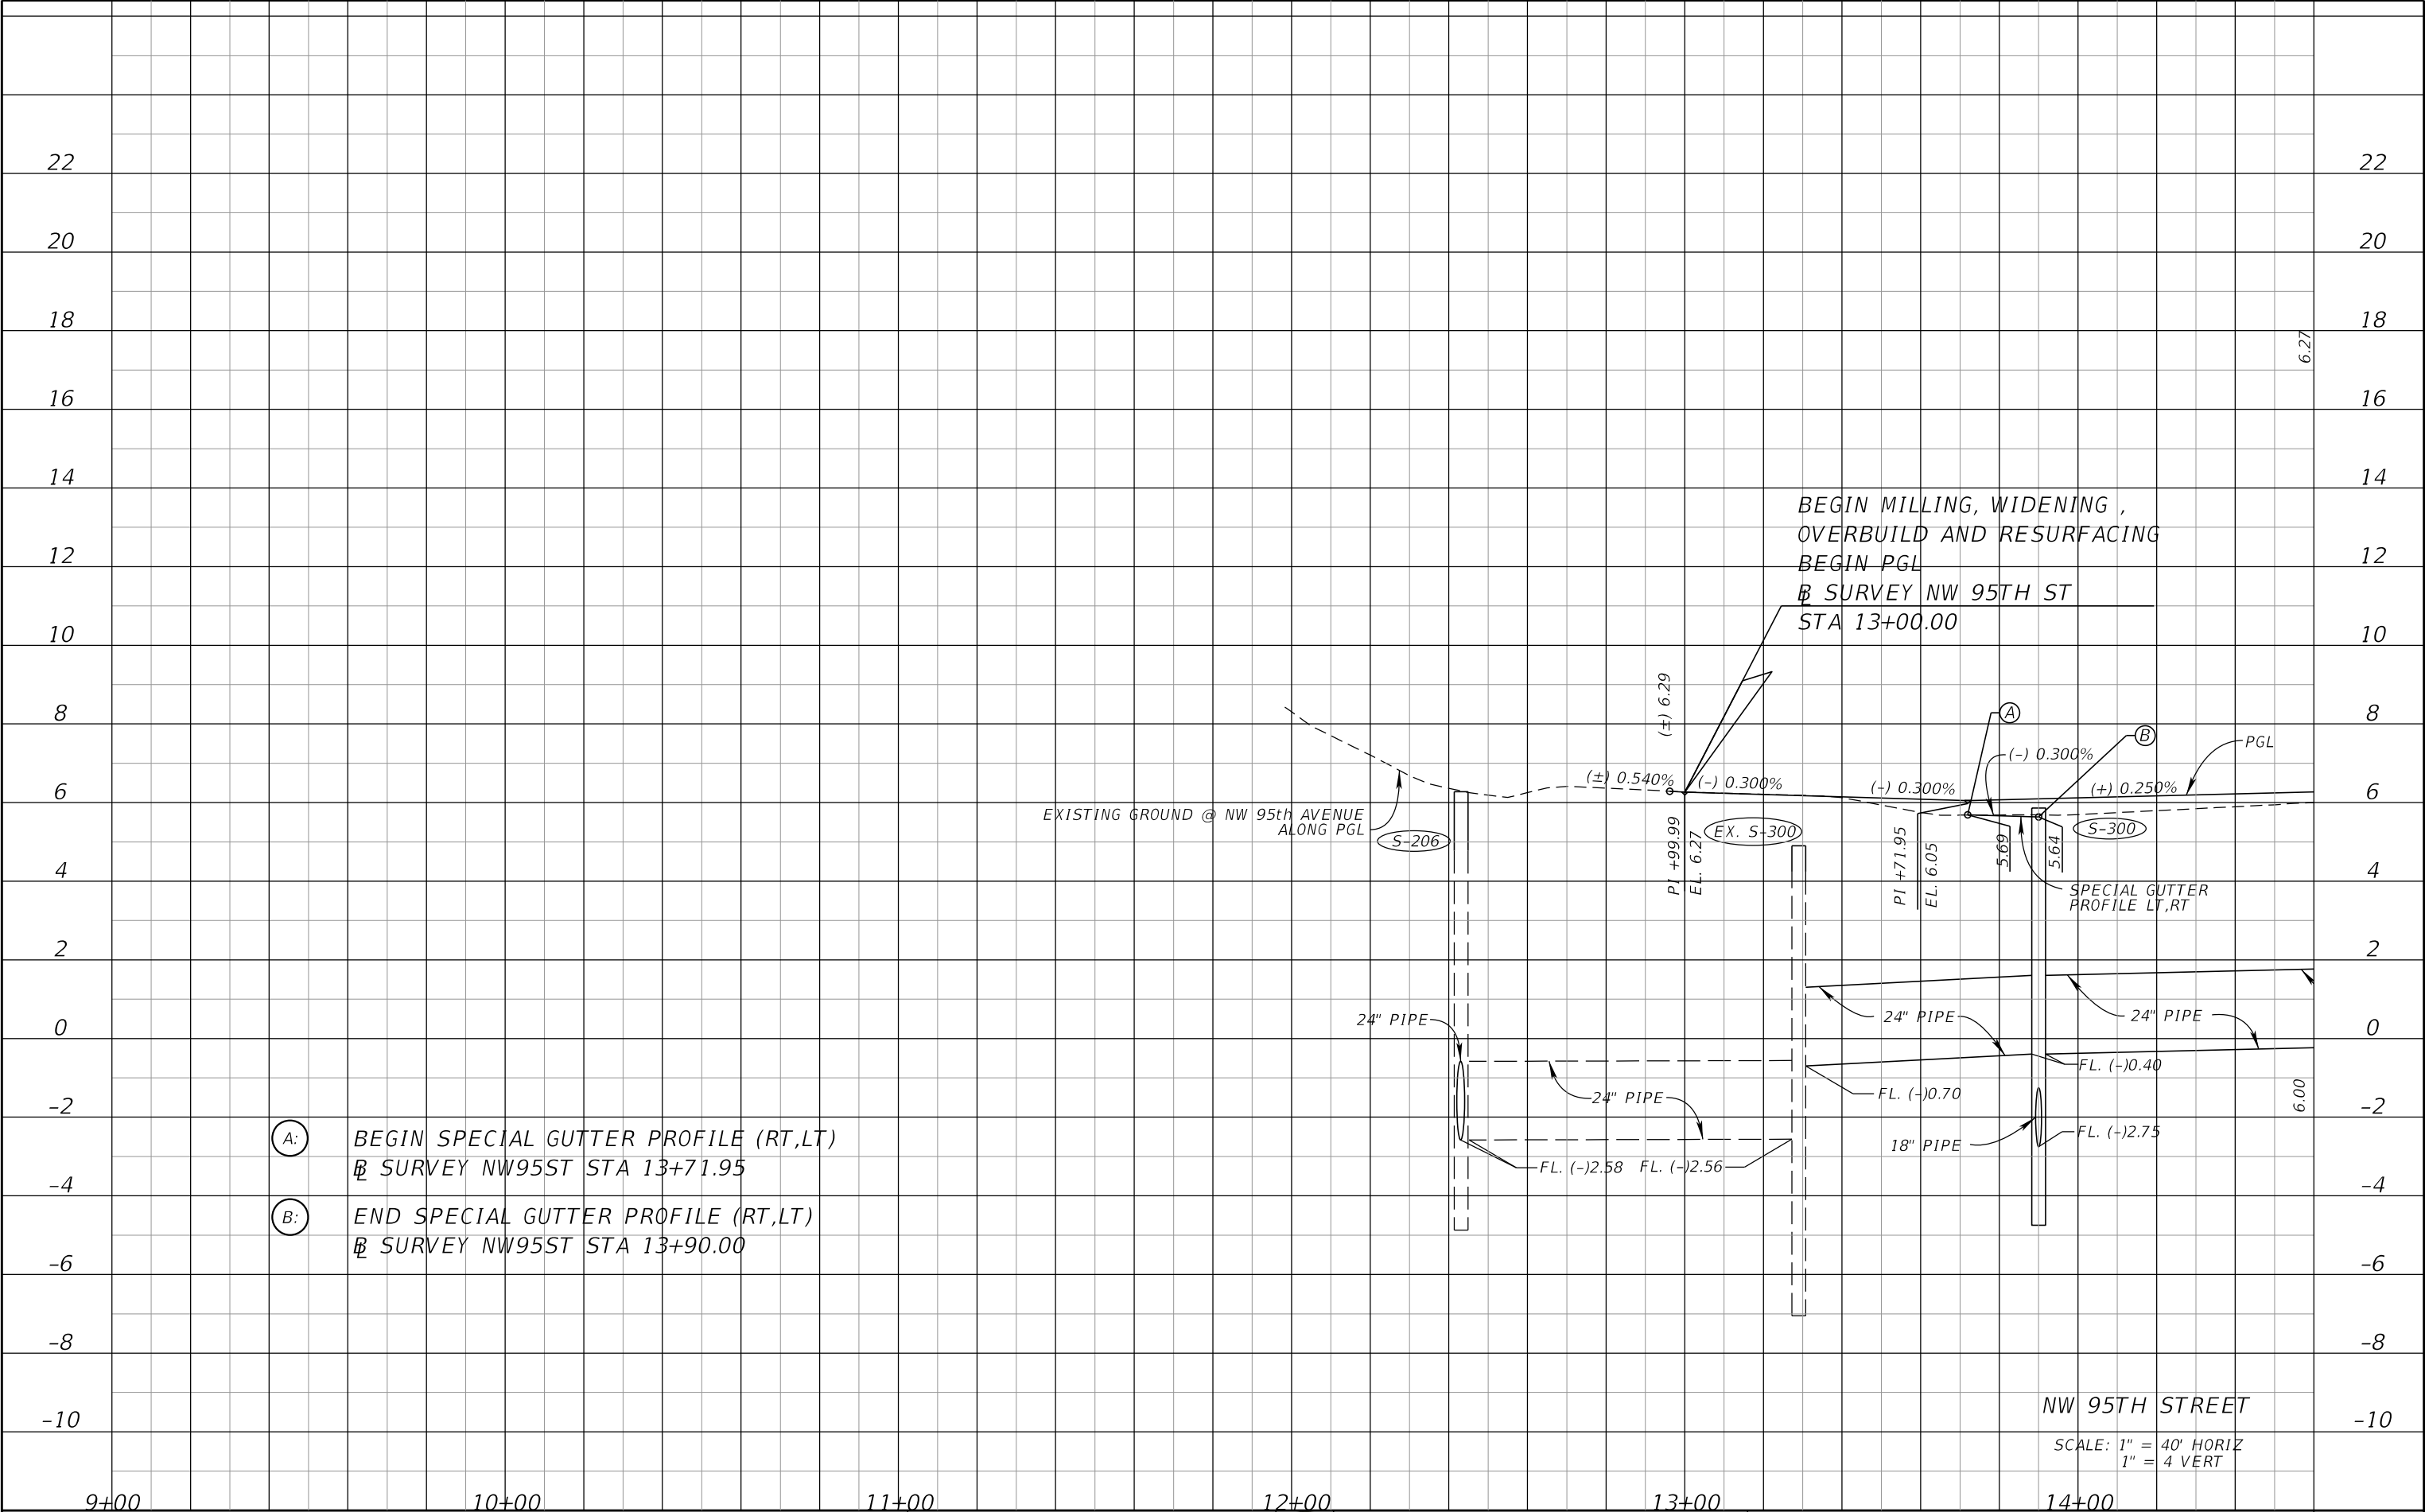 22
22
20
20
18
18
6.27
16
16
14
14
BEGIN MILLING, WIDENING ,
OVERBUILD AND RESURFACING
12
12
BEGIN PGL
℄ SURVEY NW 95TH ST
STA 13+00.00
10
10
(±) 6.29
8
8
A
B
(-) 0.300%
PGL
(±) 0.540%
(-) 0.300%
(-) 0.300%
(+) 0.250%
6
6
EXISTING GROUND @ NW 95th AVENUE
ALONG PGL
S-206
EX. S-300
S-300
PI +99.99
EL. 6.27
PI +71.95
EL. 6.05
5.69
5.64
4
4
SPECIAL GUTTER
PROFILE LT,RT
2
2
24" PIPE
24" PIPE
24" PIPE
0
0
FL. (-)0.40
24" PIPE
FL. (-)0.70
6.00
-2
-2
A:
BEGIN SPECIAL GUTTER PROFILE (RT,LT)
℄ SURVEY NW95ST STA 13+71.95
18" PIPE
FL. (-)2.75
FL. (-)2.58
FL. (-)2.56
-4
-4
B:
END SPECIAL GUTTER PROFILE (RT,LT)
℄ SURVEY NW95ST STA 13+90.00
-6
-6
-8
-8
-10
-10
NW 95TH STREET
SCALE: 1" = 40' HORIZ
1" = 4 VERT
9+00
10+00
11+00
12+00
13+00
14+00